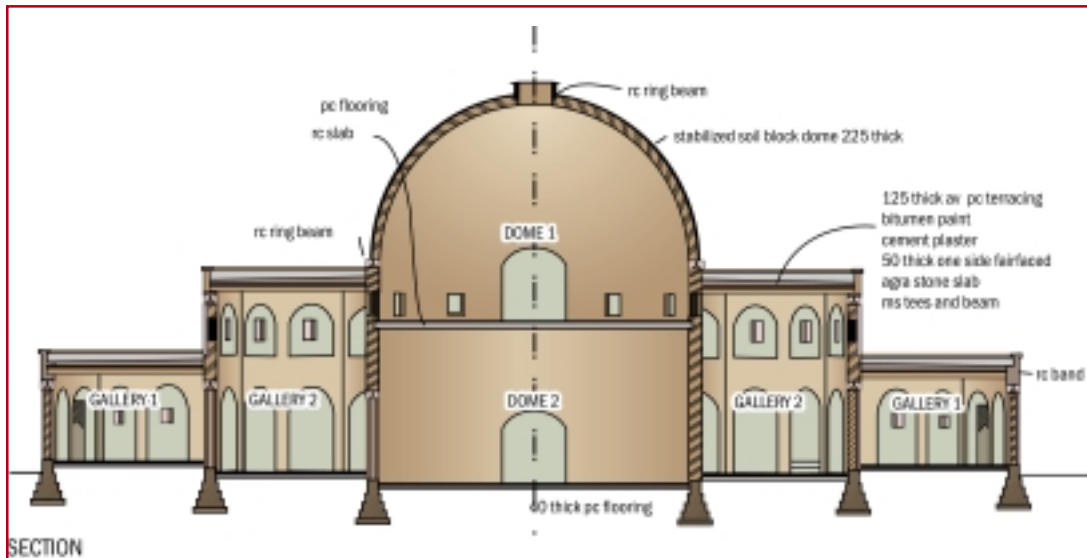 rc ring beam
pc flooring
rc slab
stabilized soil block dome 225 thick
125 thick av pc terracing
bitumen paint
cement plaster
50 thick one side fairfaced
agra stone slab
ms tees and beam
rc ring beam
DOME 1
rc band
GALLERY 1
GALLERY 2
DOME 2
GALLERY 2
GALLERY 1
0 thick pc flooring
SECTION